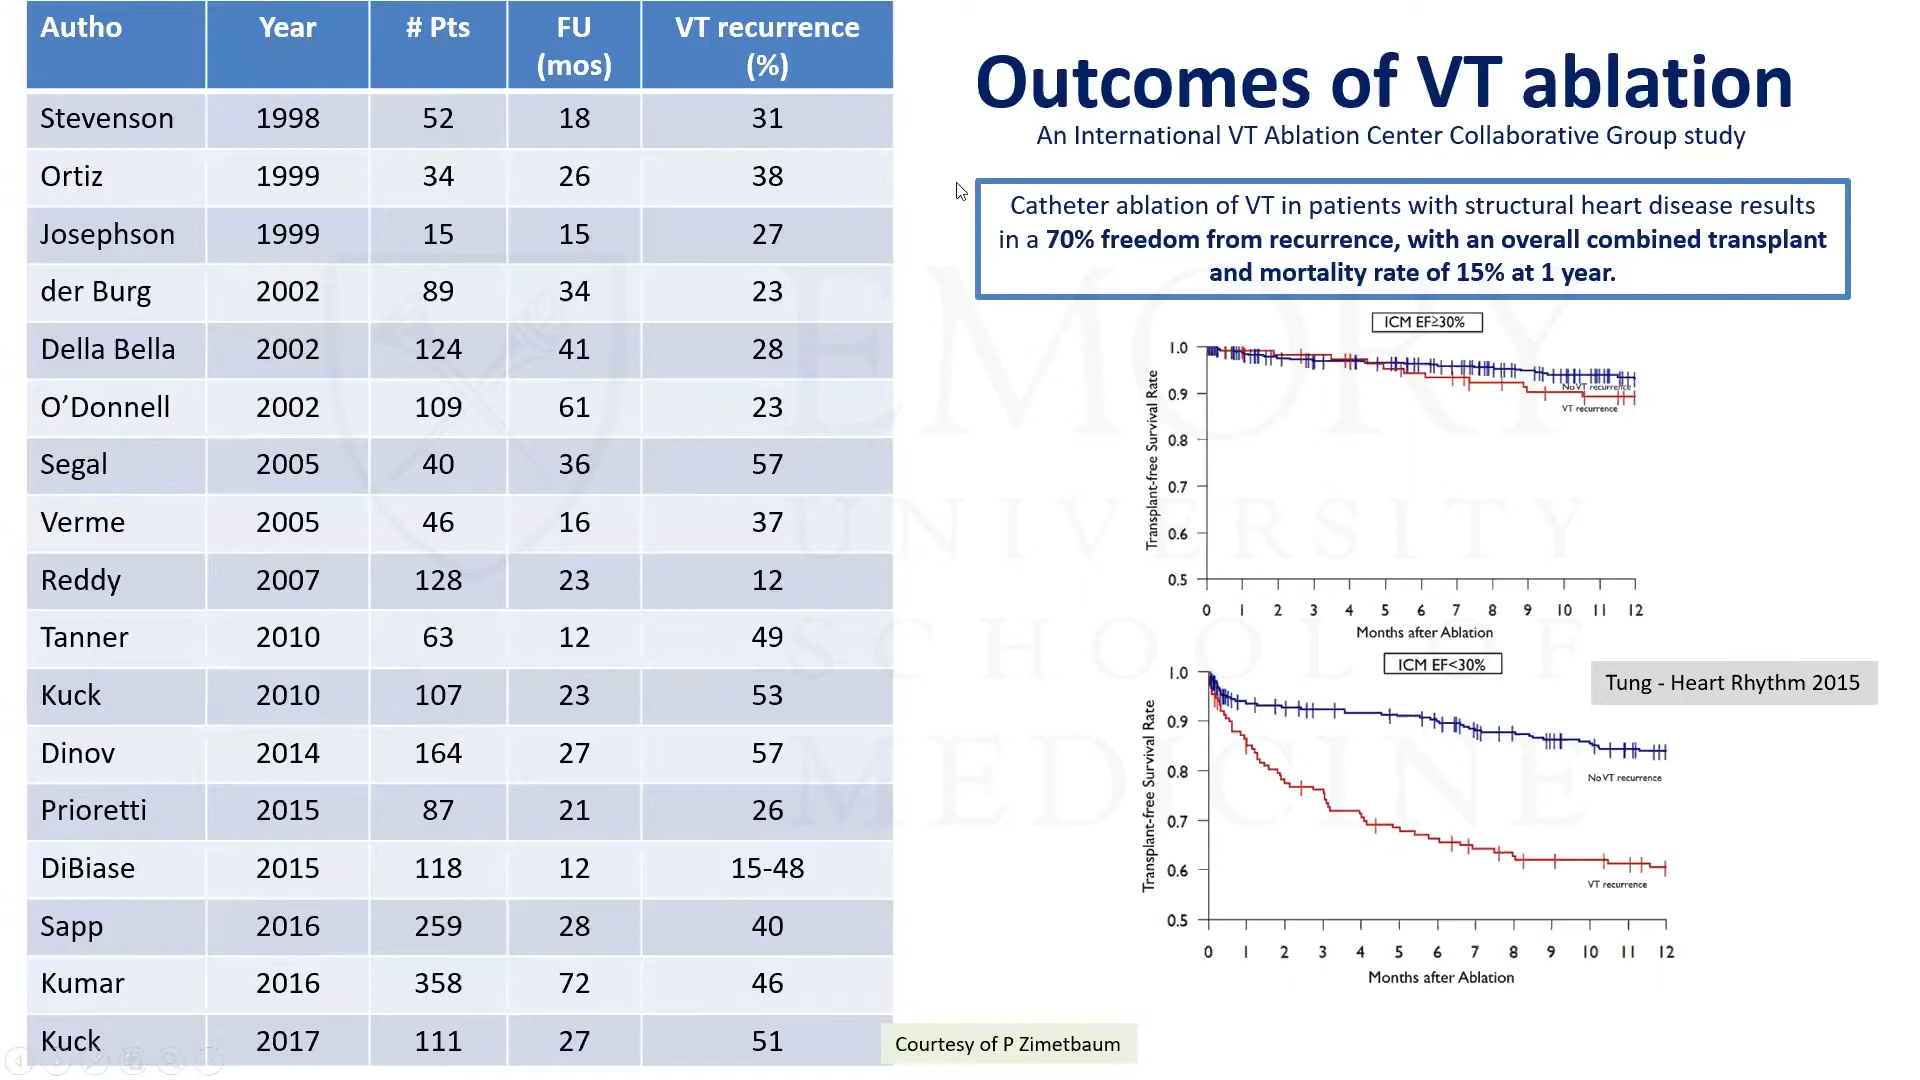 Autho Year # Pts FU (mos) VT recurrence (%)
Stevenson 1998 52 18 31
Ortiz 1999 34 26 38
Josephson 1999 15 15 27
der Burg 2002 89 34 23
Della Bella 2002 124 41 28
O’Donnell 2002 109 61 23
Segal 2005 40 36 57
Verme 2005 46 16 37
Reddy 2007 128 23 12
Tanner 2010 63 12 49
Kuck 2010 107 23 53
Dinov 2014 164 27 57
Prioretti 2015 87 21 26
DiBiase 2015 118 12 15-48
Sapp 2016 259 28 40
Kumar 2016 358 72 46
Kuck 2017 111 27 51
Outcomes of VT ablation
An International VT Ablation Center Collaborative Group study
Catheter ablation of VT in patients with structural heart disease results
in a 70% freedom from recurrence, with an overall combined transplant
and mortality rate of 15% at 1 year.
ICM EF≥30%
Transplant-free Survival Rate
1.0
0.9
0.8
0.7
0.6
0.5
No VT recurrence
VT recurrence
0 1 2 3 4 5 6 7 8 9 10 11 12
Months after Ablation
ICM EF<30%
Tung - Heart Rhythm 2015
Transplant-free Survival Rate
1.0
0.9
0.8
0.7
0.6
0.5
No VT recurrence
VT recurrence
0 1 2 3 4 5 6 7 8 9 10 11 12
Months after Ablation
Courtesy of P Zimetbaum
EMORY
UNIVERSITY
SCHOOL OF
MEDICINE